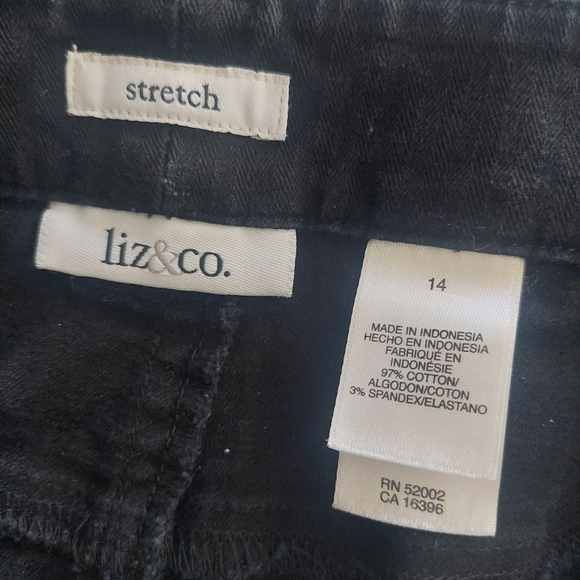 stretch
liz&co.
14
MADE IN INDONESIA
HECHO EN INDONESIA
FABRIQUÉ EN
INDONÉSIE
97% COTTON/
ALGODON/COTON
3% SPANDEX/ELASTANO
RN 52002
CA 16396